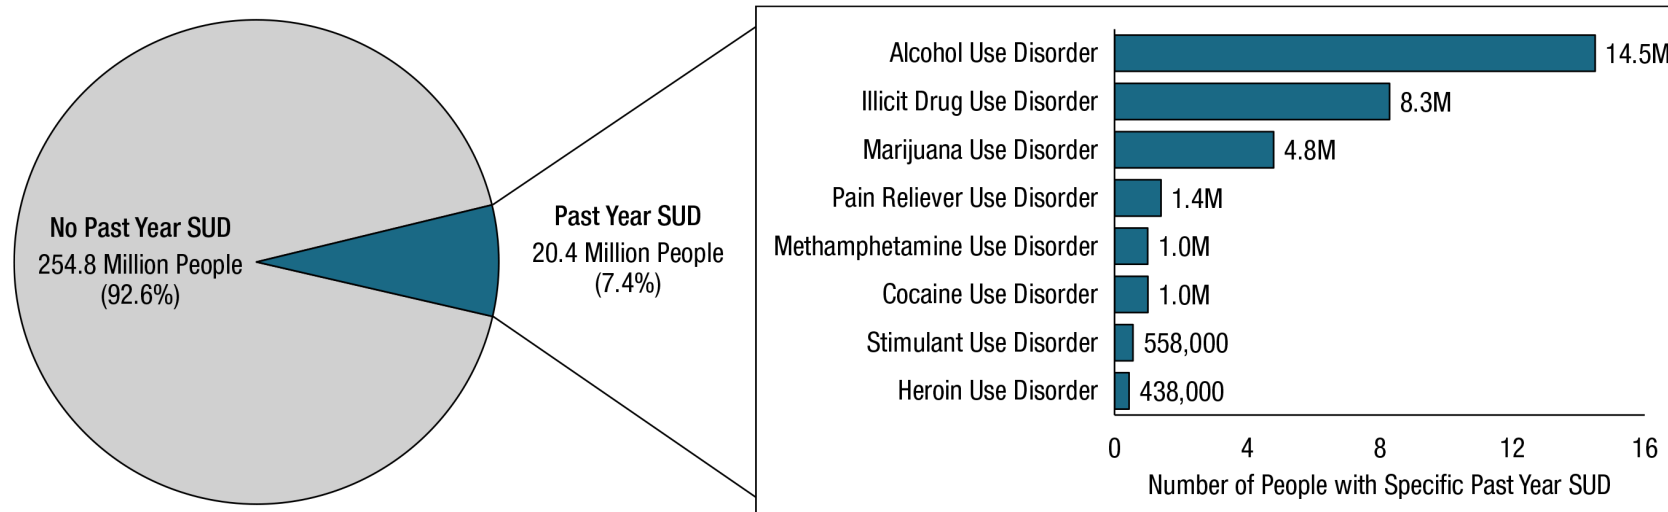 No Past Year SUD
254.8 Million People
(92.6%)
Past Year SUD
20.4 Million People
(7.4%)
Alcohol Use Disorder 14.5M
Illicit Drug Use Disorder 8.3M
Marijuana Use Disorder 4.8M
Pain Reliever Use Disorder 1.4M
Methamphetamine Use Disorder 1.0M
Cocaine Use Disorder 1.0M
Stimulant Use Disorder 558,000
Heroin Use Disorder 438,000
0 4 8 12 16
Number of People with Specific Past Year SUD